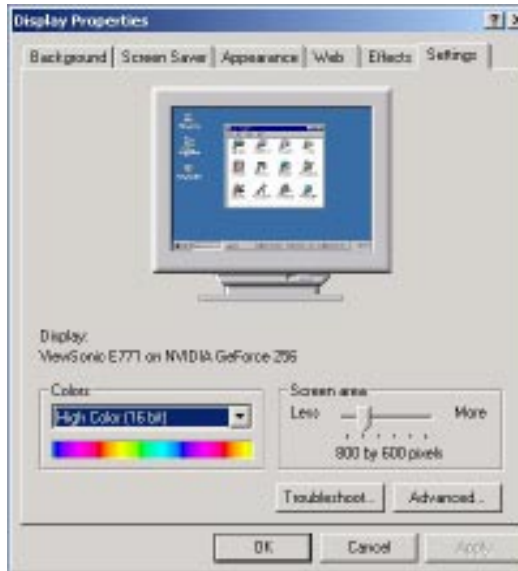 Display Properties
Background Screen Saver Appearance Web Effects Settings
Display:
ViewSonic E771 on NVIDIA GeForce 256
Colors
High Color (16 bit)
Screen area
Less More
800 by 600 pixels
Troubleshoot... Advanced...
OK Cancel Apply